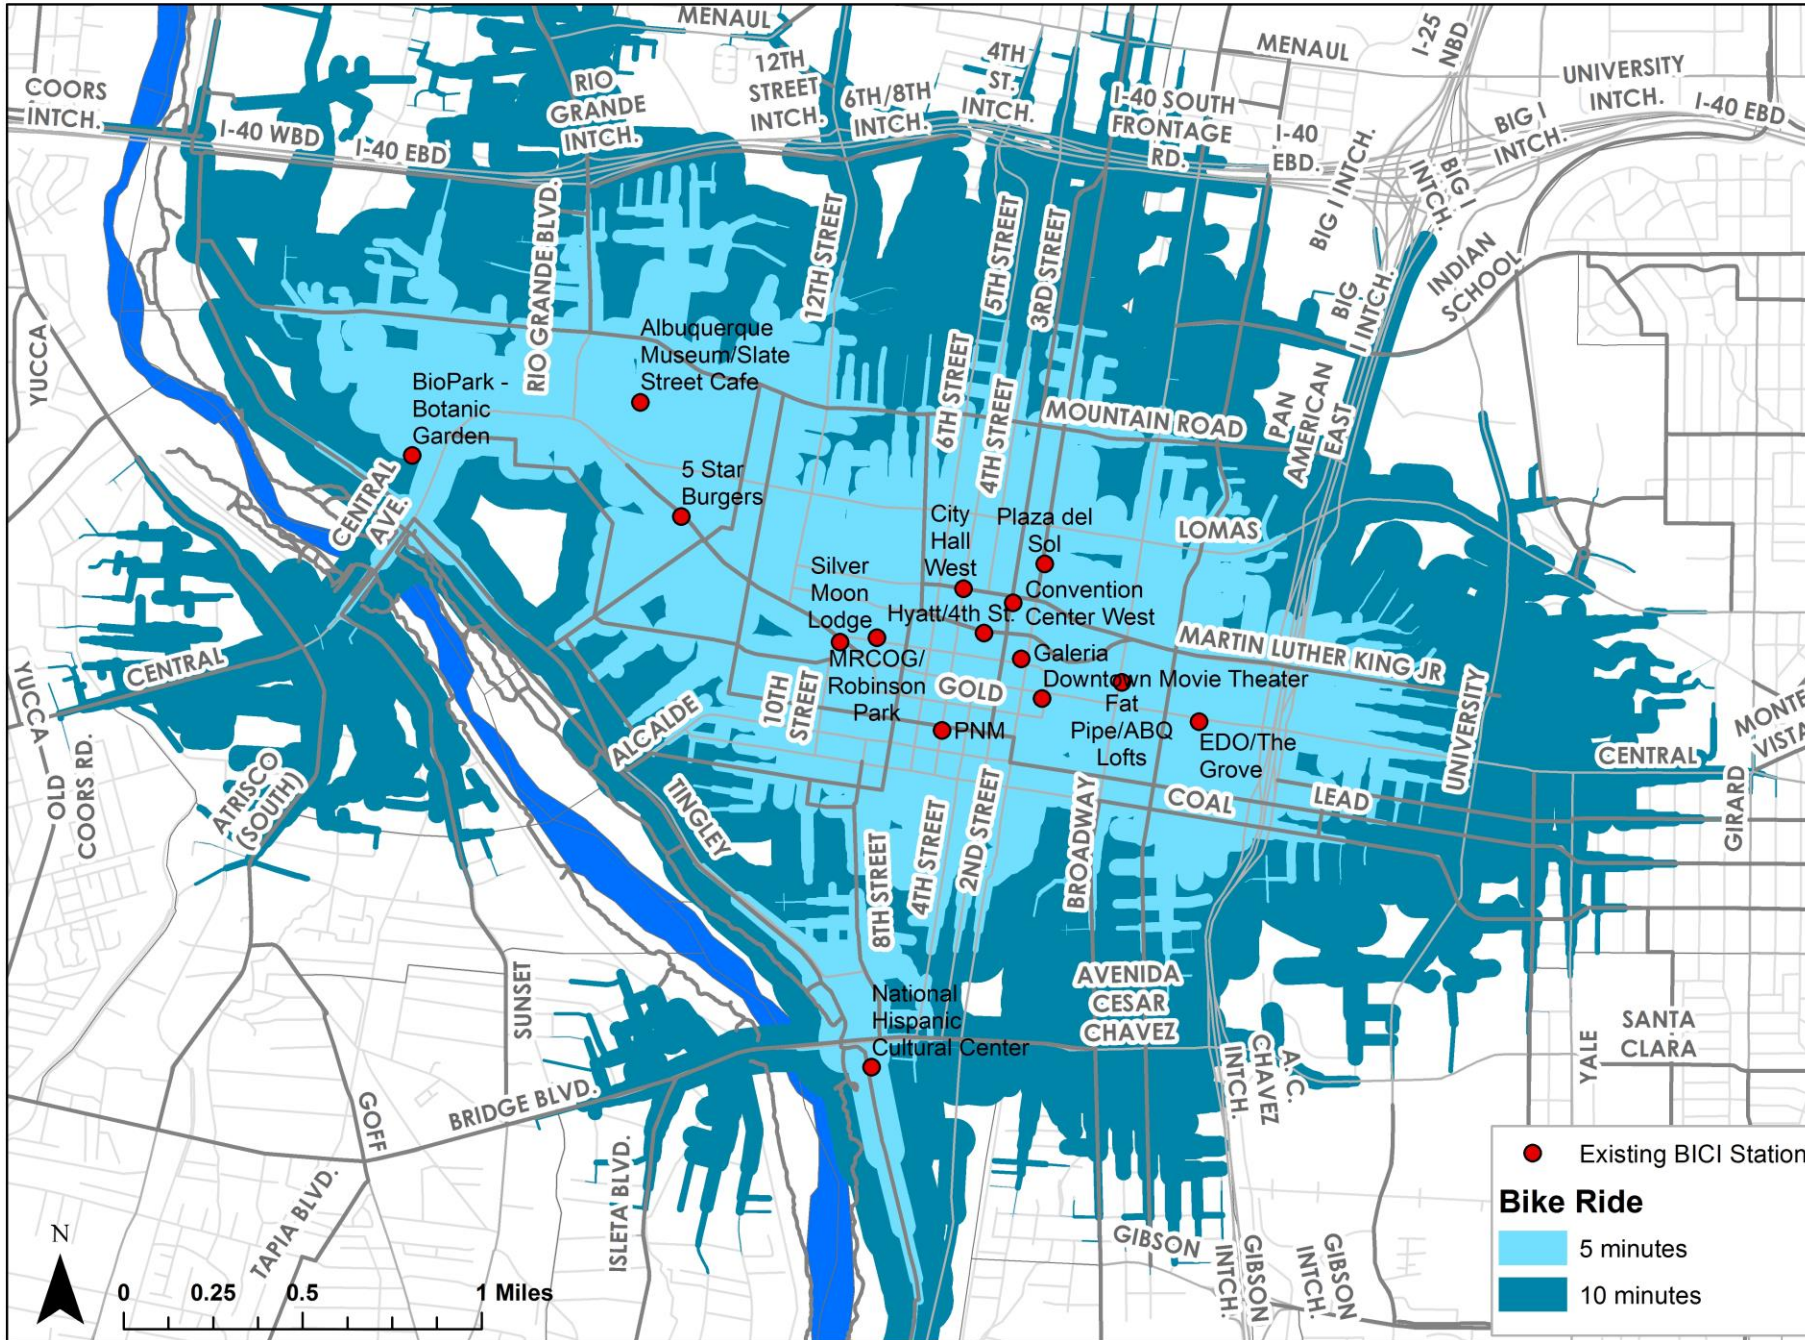 MENAUL
I-25
NBD
MENAUL
COORS
INTCH.
RIO
GRANDE
INTCH.
12TH
STREET
INTCH.
6TH/8TH
INTCH.
4TH
ST.
INTCH.
I-40 SOUTH
FRONTAGE
RD.
I-40
EBD.
UNIVERSITY
INTCH.
BIG I
INTCH.
I-40 EBD
I-40 WBD
I-40 EBD
BIG I INTCH.
BIG I
INTCH.
RIO GRANDE BLVD.
12TH STREET
5TH STREET
3RD STREET
BIG
I INTCH.
INDIAN
SCHOOL
YUCCA
Albuquerque
Museum/Slate
Street Cafe
BioPark -
Botanic
Garden
6TH STREET
4TH STREET
MOUNTAIN ROAD
PAN
AMERICAN
EAST
CENTRAL
AVE.
5 Star
Burgers
City
Hall
West
Plaza del
Sol
LOMAS
Silver
Moon
Lodge
Hyatt/4th St.
Convention
Center West
MARTIN LUTHER KING JR
YUCCA
CENTRAL
MRCOG/
Robinson
Park
Galeria
GOLD
Downtown Movie Theater
Fat
Pipe/ABQ
Lofts
PNM
EDO/The
Grove
10TH
STREET
ALCALDE
UNIVERSITY
MONTE
VISTA
CENTRAL
OLD
COORS RD.
ATRISCO
(SOUTH)
TINGLEY
COAL
LEAD
GIRARD
8TH STREET
4TH STREET
2ND STREET
BROADWAY
SUNSET
National
Hispanic
Cultural Center
AVENIDA
CESAR
CHAVEZ
A.C.
CHAVEZ
INTCH.
YALE
SANTA
CLARA
GOFF
BRIDGE BLVD.
ISLETA BLVD.
TAPIA BLVD.
GIBSON
GIBSON
INTCH.
GIBSON
INTCH.
Existing BICI Station
Bike Ride
5 minutes
10 minutes
N
0 0.25 0.5 1 Miles